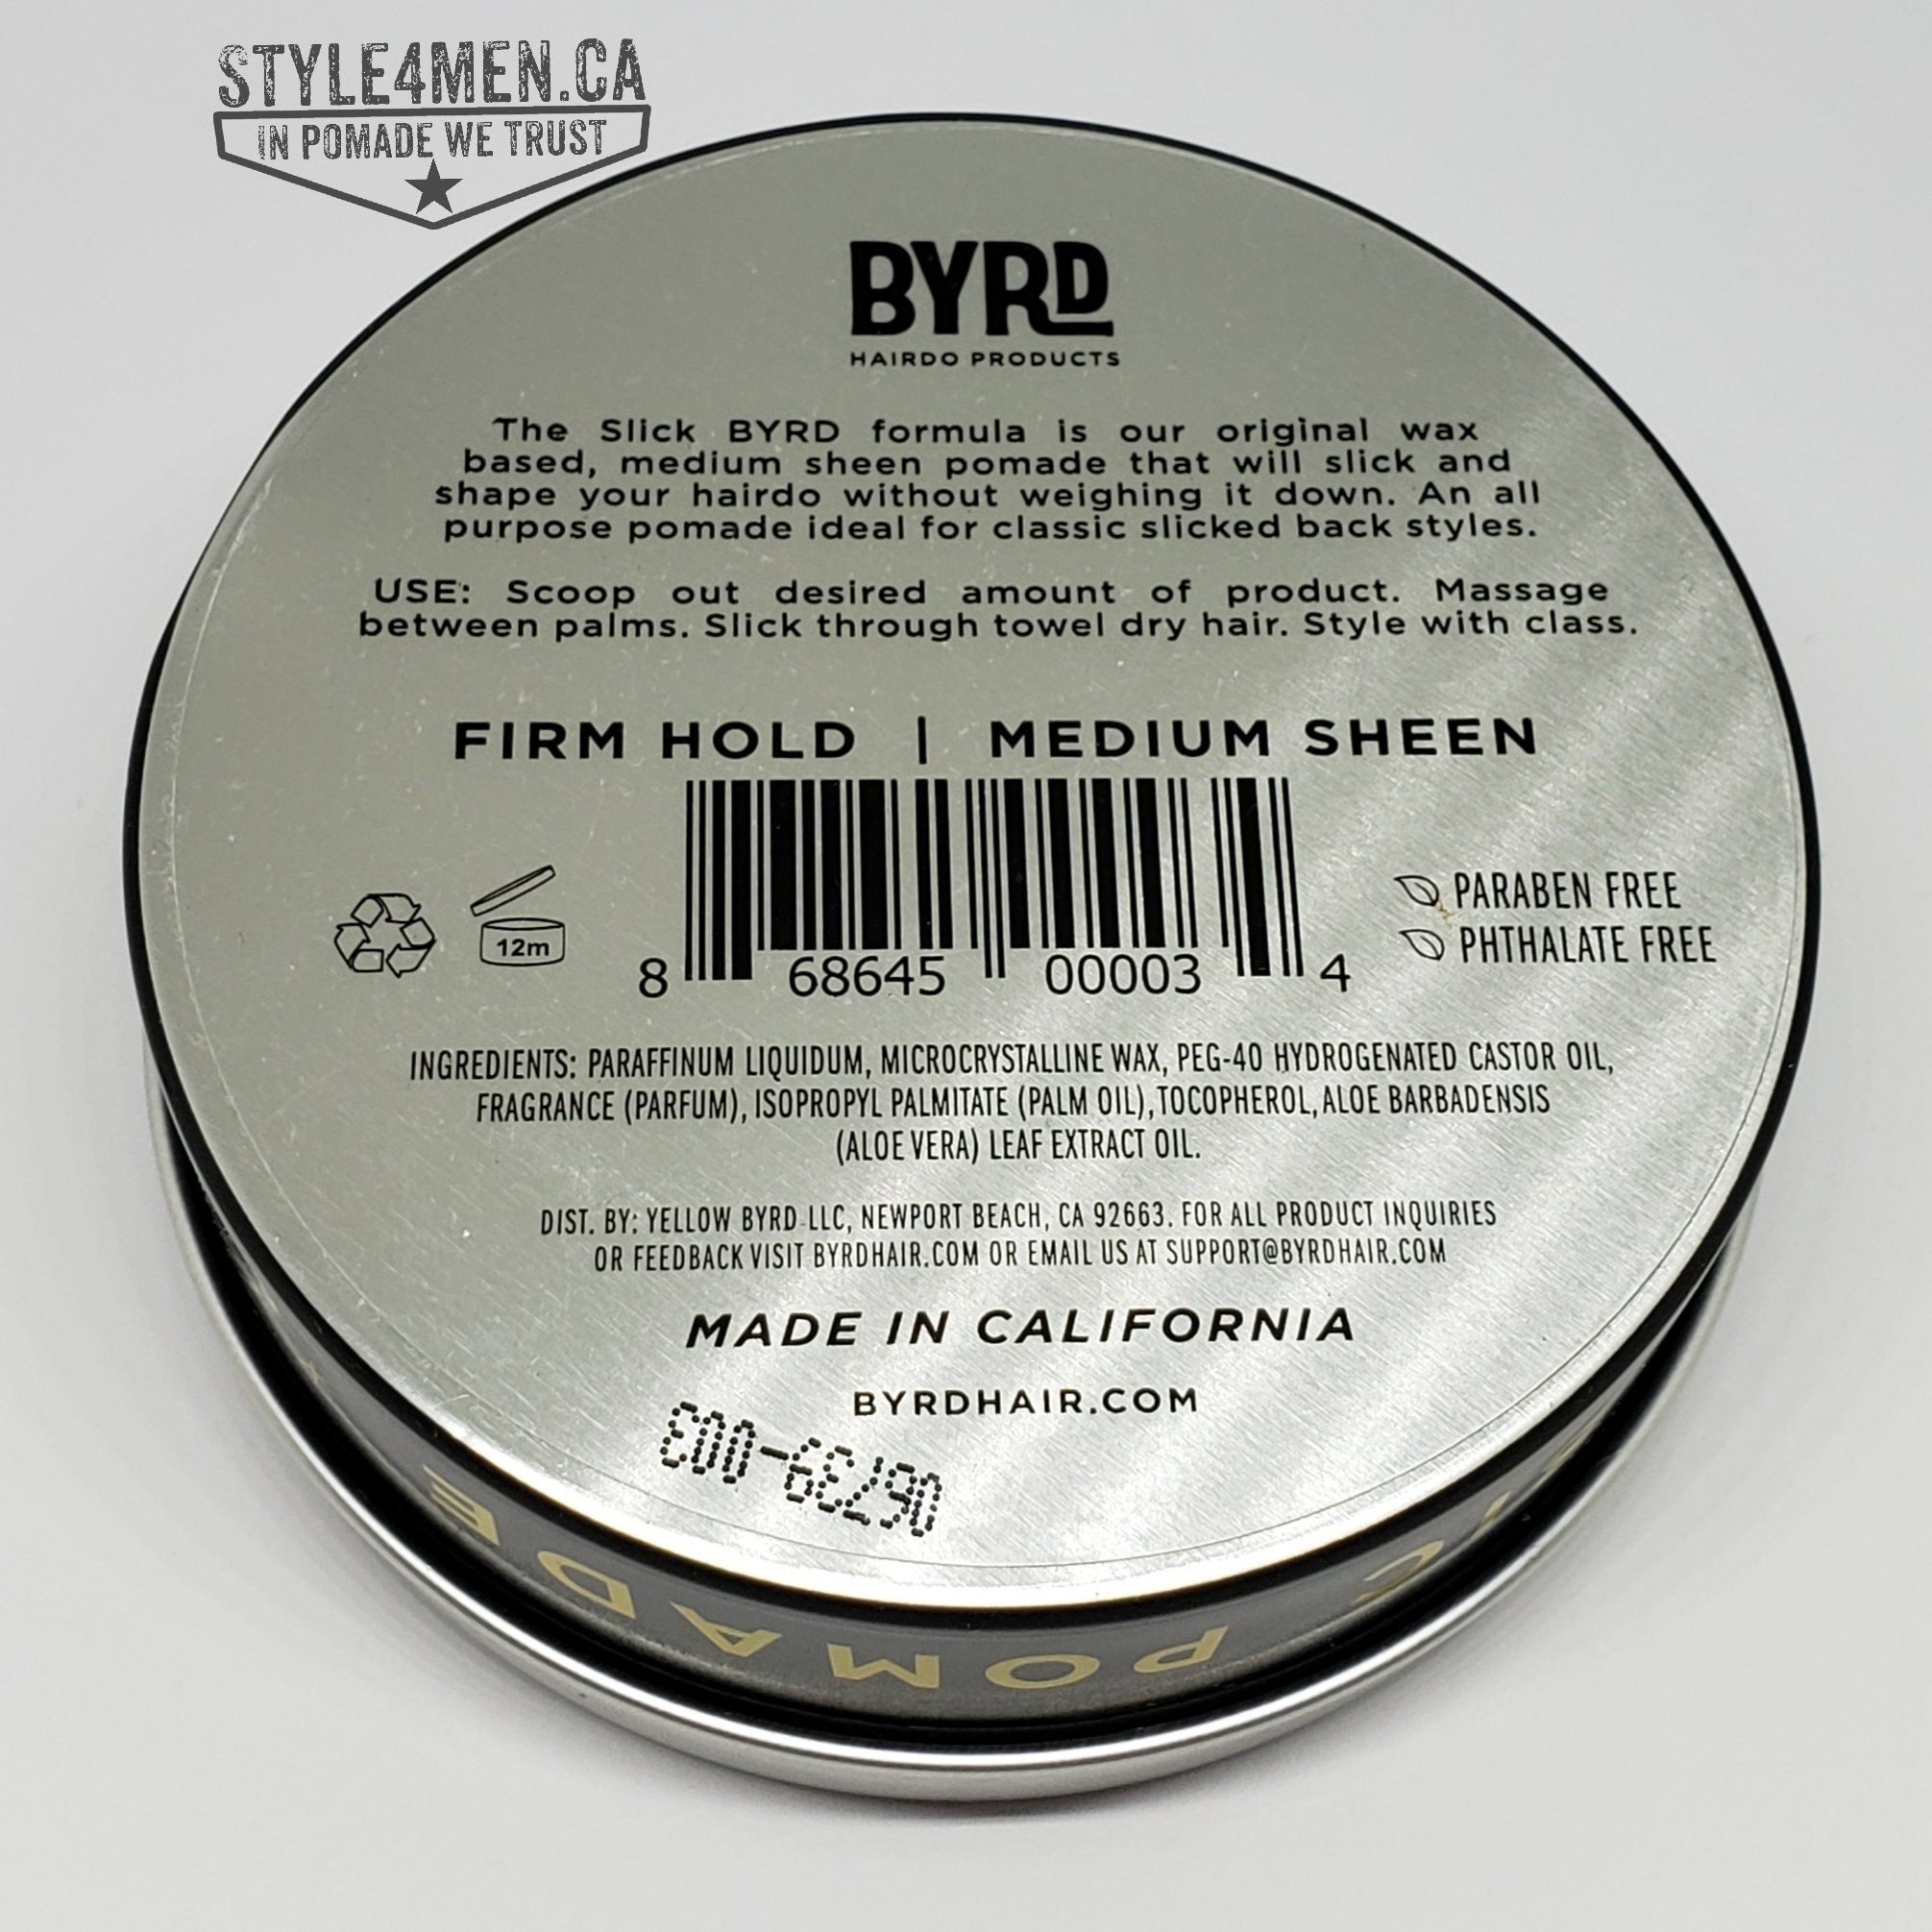 STYLE4MEN.CA
IN POMADE WE TRUST
BYRD
HAIRDO PRODUCTS
The Slick BYRD formula is our original wax
based, medium sheen pomade that will slick and
shape your hairdo without weighing it down. An all
purpose pomade ideal for classic slicked back styles.
USE: Scoop out desired amount of product. Massage
between palms. Slick through towel dry hair. Style with class.
FIRM HOLD | MEDIUM SHEEN
12m
8 68645 00003 4
PARABEN FREE
PHTHALATE FREE
INGREDIENTS: PARAFFINUM LIQUIDUM, MICROCRYSTALLINE WAX, PEG-40 HYDROGENATED CASTOR OIL,
FRAGRANCE (PARFUM), ISOPROPYL PALMITATE (PALM OIL), TOCOPHEROL, ALOE BARBADENSIS
(ALOE VERA) LEAF EXTRACT OIL.
DIST. BY: YELLOW BYRD LLC, NEWPORT BEACH, CA 92663. FOR ALL PRODUCT INQUIRIES
OR FEEDBACK VISIT BYRDHAIR.COM OR EMAIL US AT SUPPORT@BYRDHAIR.COM
MADE IN CALIFORNIA
BYRDHAIR.COM
POMADE